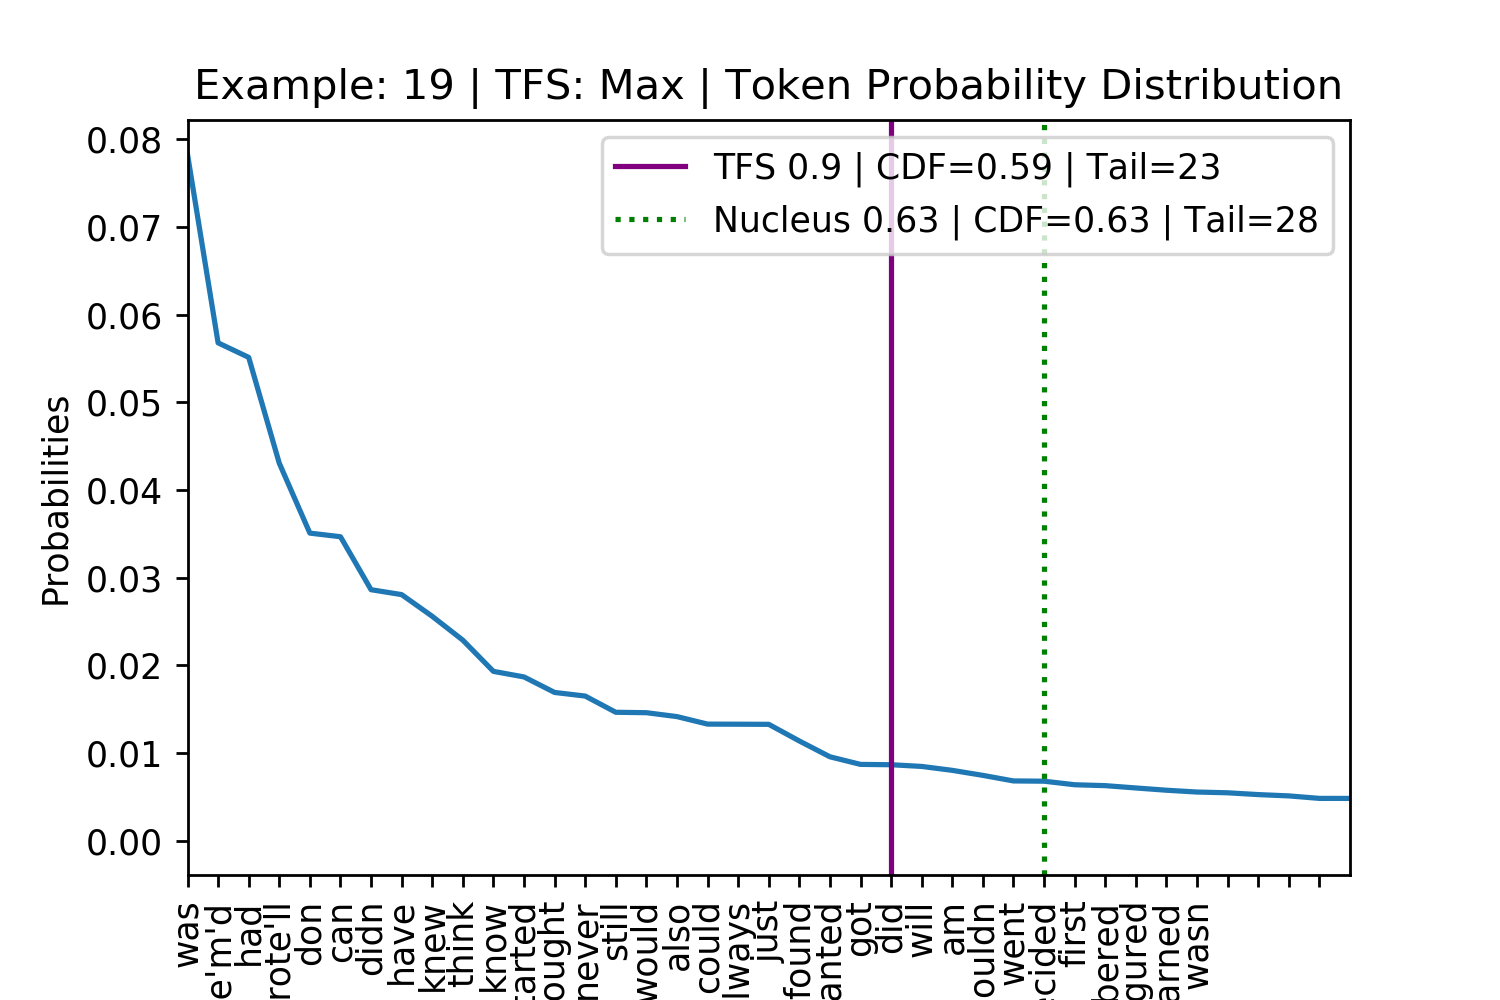 Example: 19 | TFS: Max | Token Probability Distribution
TFS 0.9 | CDF=0.59 | Tail=23
Nucleus 0.63 | CDF=0.63 | Tail=28
Probabilities
0.08
0.07
0.06
0.05
0.04
0.03
0.02
0.01
0.00
was
e'm'd
had
rote'll
don
can
didn
have
knew
think
know
tarted
ought
never
still
would
also
could
lways
just
found
anted
got
did
will
am
ouldn
went
ecided
first
bered
gured
arned
wasn